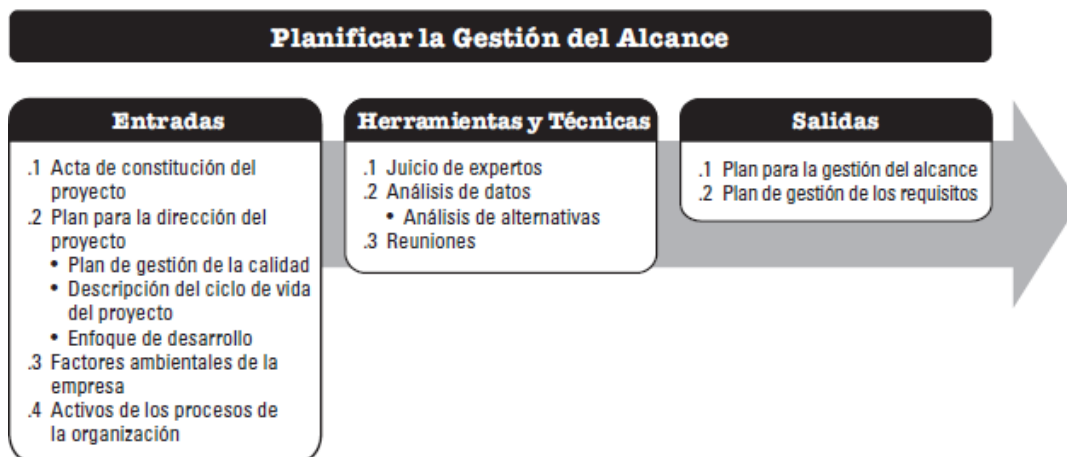 Planificar la Gestión del Alcance
Entradas
.1 Acta de constitución del
proyecto
.2 Plan para la dirección del
proyecto
• Plan de gestión de la calidad
• Descripción del ciclo de vida
del proyecto
• Enfoque de desarrollo
.3 Factores ambientales de la
empresa
.4 Activos de los procesos de
la organización
Herramientas y Técnicas
.1 Juicio de expertos
.2 Análisis de datos
• Análisis de alternativas
.3 Reuniones
Salidas
.1 Plan para la gestión del alcance
.2 Plan de gestión de los requisitos